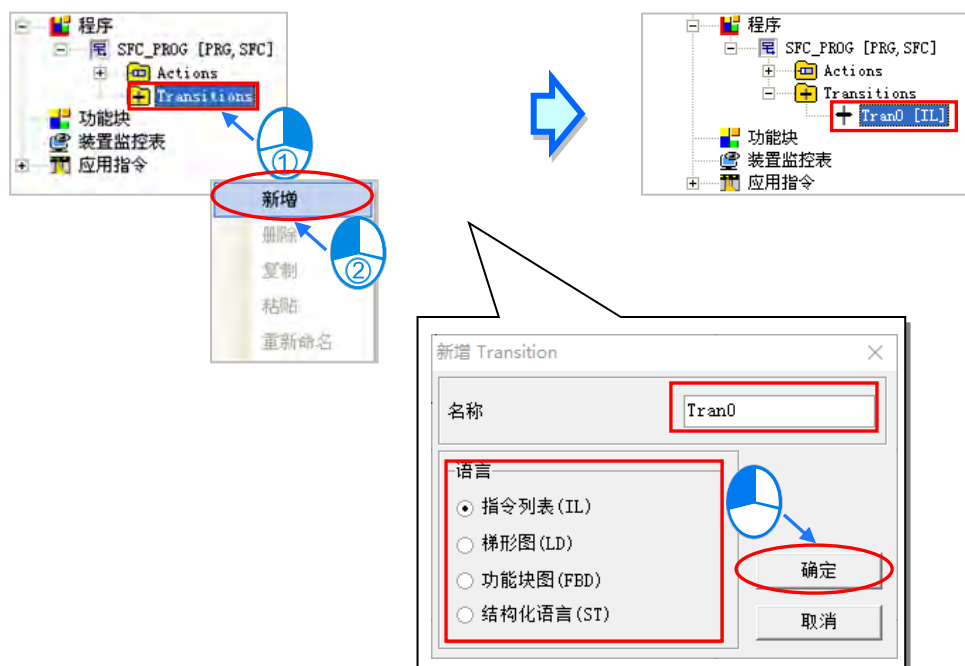 程序
SFC_PROG [PRG,SFC]
Actions
Transitions
功能块
装置监控表
应用指令
①
新增
删除
复制
粘贴
重新命名
②
程序
SFC_PROG [PRG,SFC]
Actions
Transitions
Tran0 [IL]
功能块
装置监控表
应用指令
新增 Transition
名称
Tran0
语言
指令列表(IL)
梯形图(LD)
功能块图(FBD)
结构化语言(ST)
确定
取消